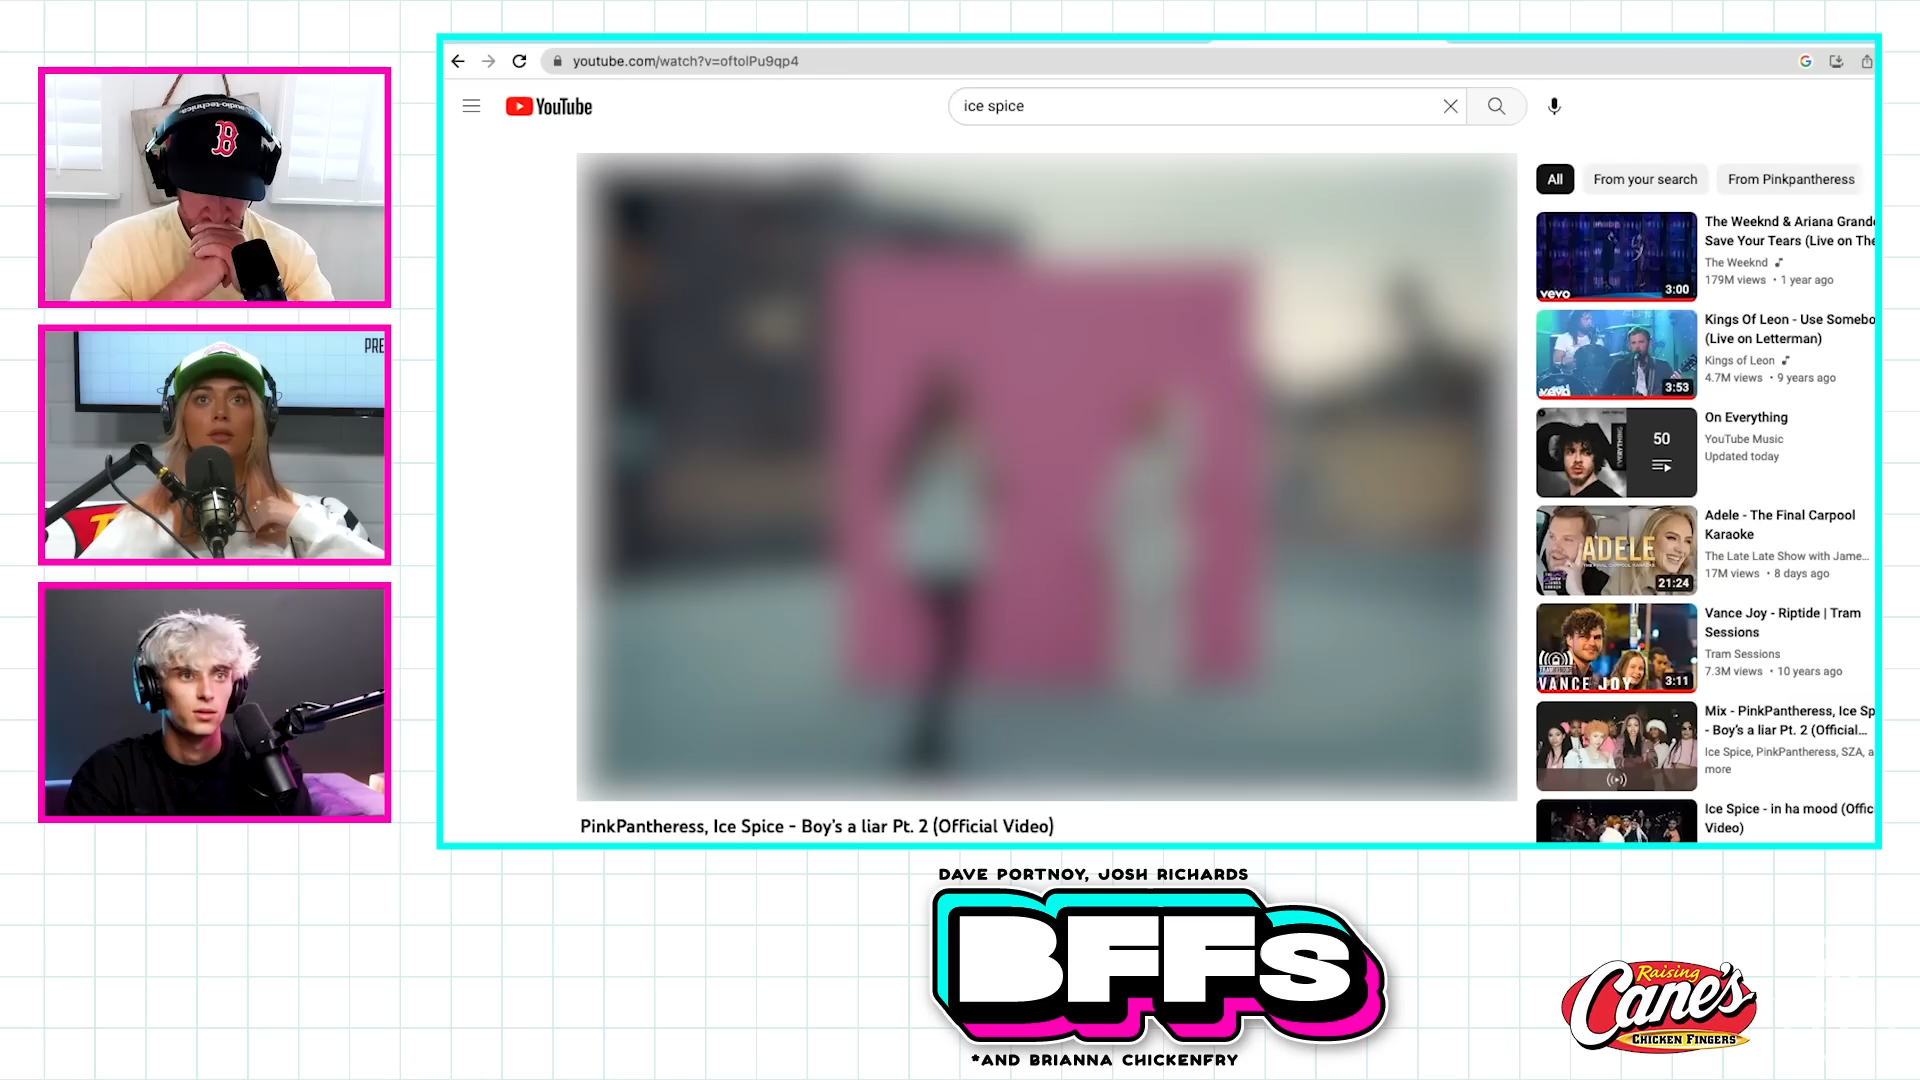 youtube.com/watch?v=oftolPu9qp4
YouTube
ice spice
audio-technica
B
PRE
All
From your search
From Pinkpantheress
The Weeknd & Ariana Grande
Save Your Tears (Live on The
The Weeknd
179M views • 1 year ago
vevo
3:00
Kings Of Leon - Use Somebo
(Live on Letterman)
Kings of Leon
4.7M views • 9 years ago
vevo
3:53
On Everything
YouTube Music
Updated today
50
Adele - The Final Carpool
Karaoke
The Late Late Show with Jame...
17M views • 8 days ago
ADELE
21:24
Vance Joy - Riptide | Tram
Sessions
Tram Sessions
7.3M views • 10 years ago
VANCE JOY
3:11
Mix - PinkPantheress, Ice Sp
- Boy's a liar Pt. 2 (Official...
Ice Spice, PinkPantheress, SZA, a
more
Ice Spice - in ha mood (Offic
Video)
PinkPantheress, Ice Spice - Boy's a liar Pt. 2 (Official Video)
DAVE PORTNOY, JOSH RICHARDS
BFFs
*AND BRIANNA CHICKENFRY
Raising
Cane's
CHICKEN FINGERS